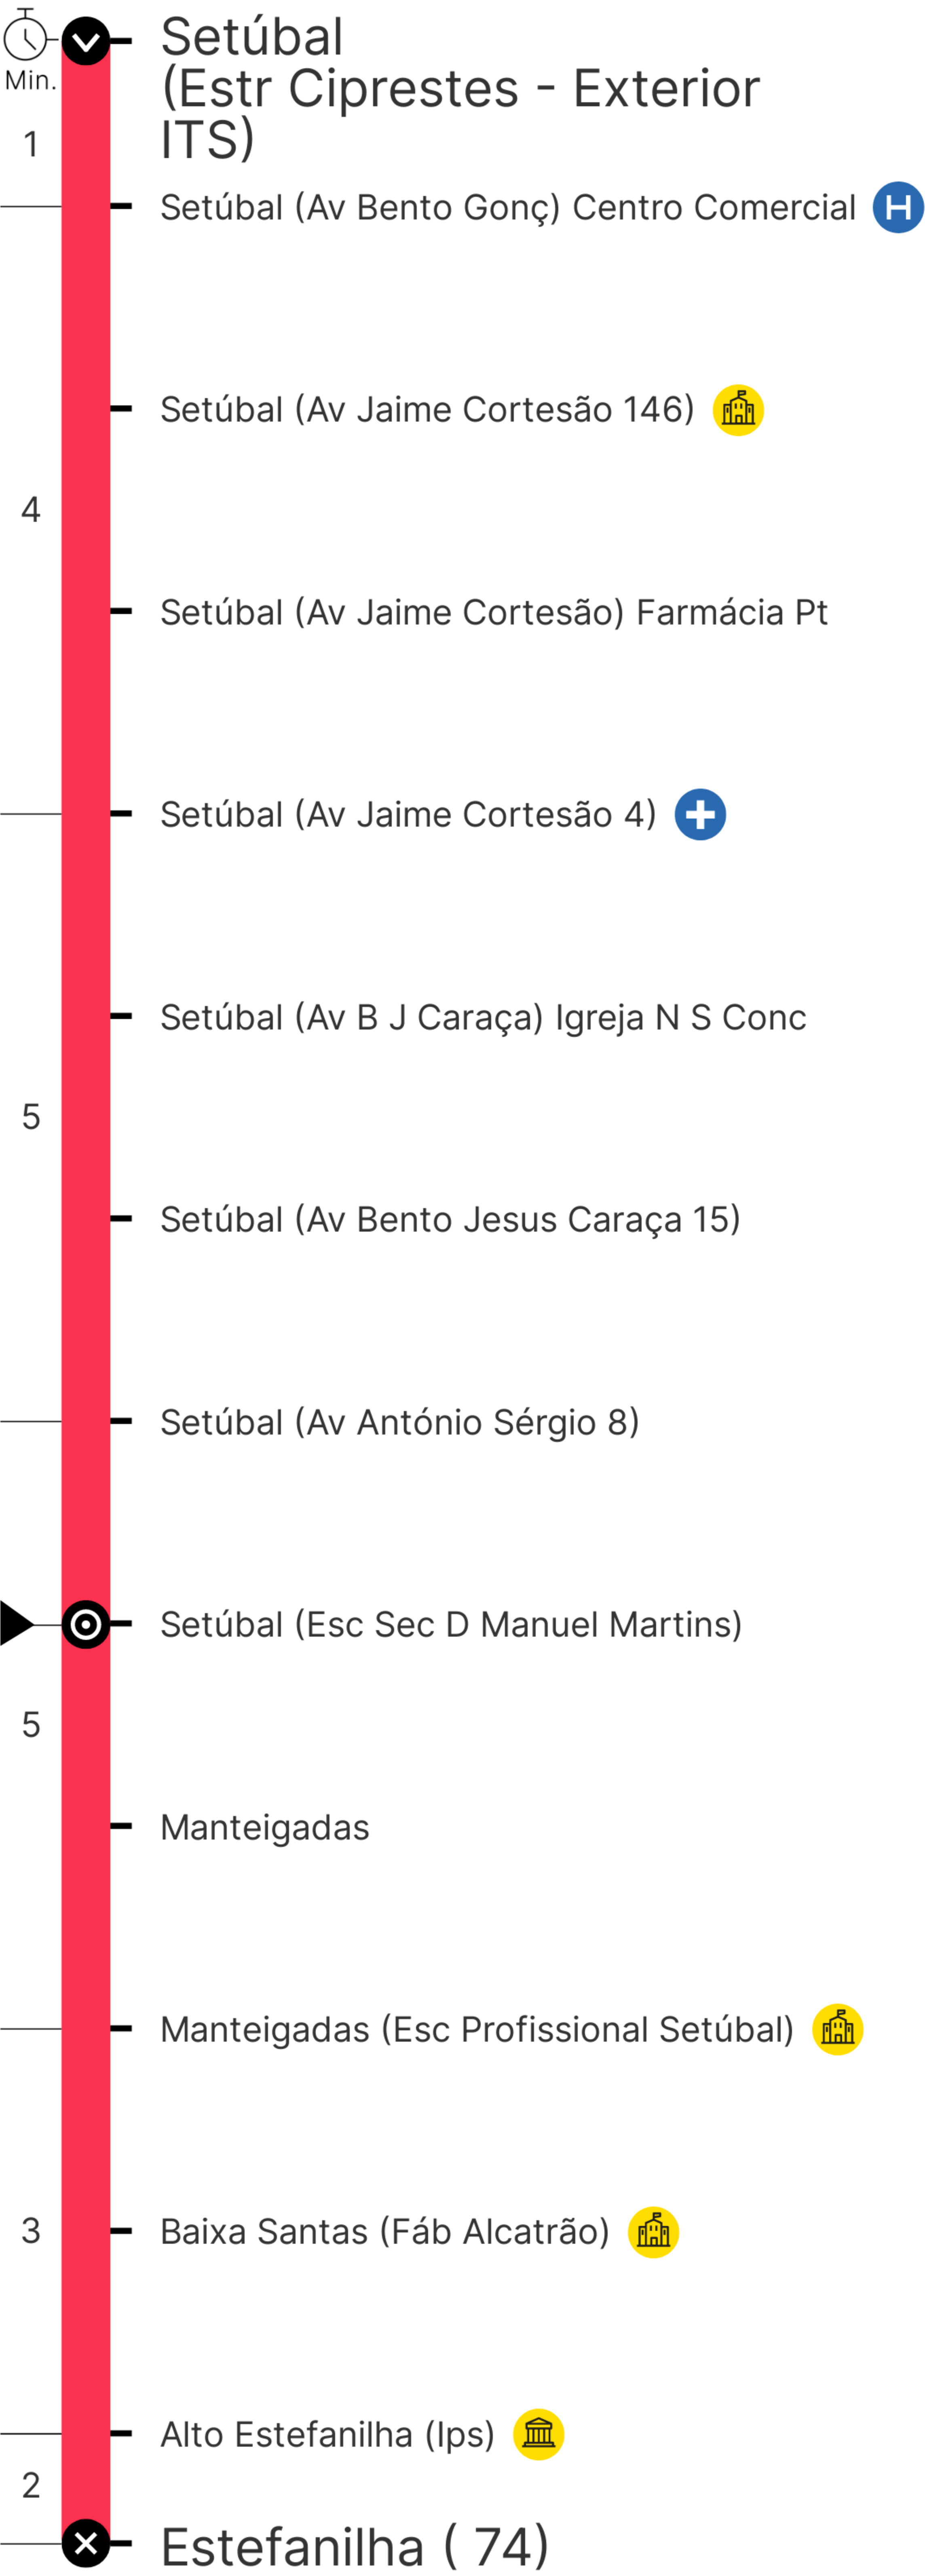 Setúbal
(Estr Ciprestes - Exterior
ITS)
Min.
1
Setúbal (Av Bento Gonç) Centro Comercial H
Setúbal (Av Jaime Cortesão 146)
4
Setúbal (Av Jaime Cortesão) Farmácia Pt
Setúbal (Av Jaime Cortesão 4)
Setúbal (Av B J Caraça) Igreja N S Conc
5
Setúbal (Av Bento Jesus Caraça 15)
Setúbal (Av António Sérgio 8)
Setúbal (Esc Sec D Manuel Martins)
5
Manteigadas
Manteigadas (Esc Profissional Setúbal)
3
Baixa Santas (Fáb Alcatrão)
Alto Estefanilha (Ips)
2
Estefanilha ( 74)